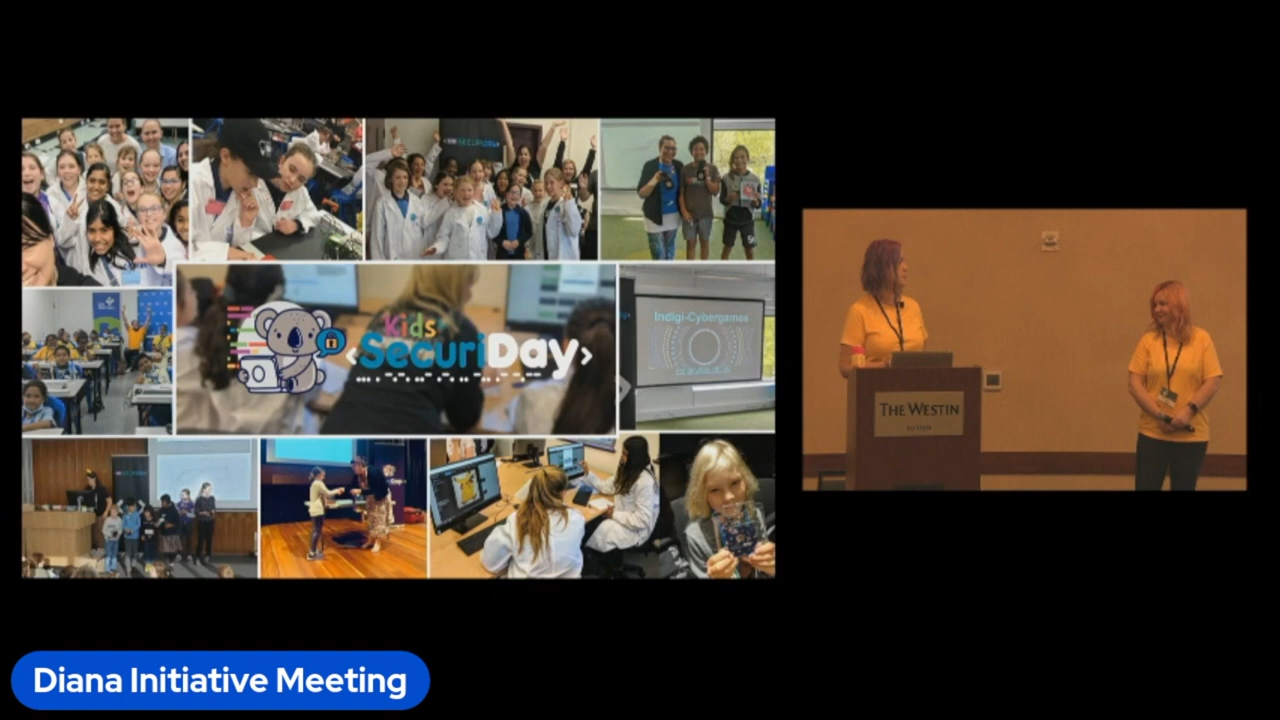 Kids
<SecuriDay>
Indigi-Cybergames
THE WESTIN
Diana Initiative Meeting